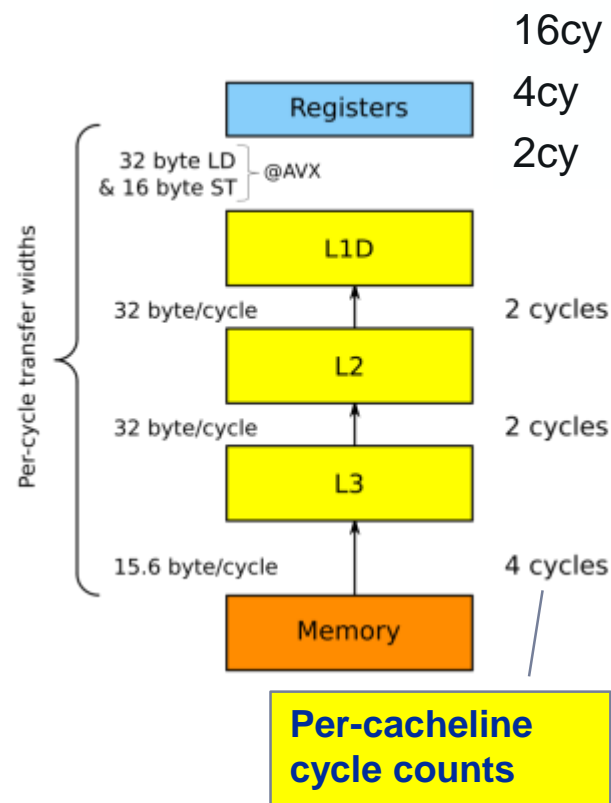 16cy
Registers
4cy
2cy
32 byte LD
& 16 byte ST
@AVX
L1D
32 byte/cycle
2 cycles
L2
Per-cycle transfer widths
32 byte/cycle
2 cycles
L3
15.6 byte/cycle
4 cycles
Memory
Per-cacheline
cycle counts